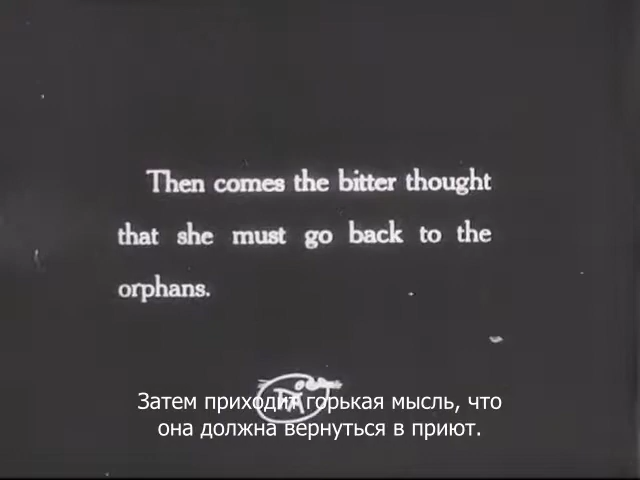 Then comes the bitter thought
that she must go back to the
orphans.
Затем приходит горькая мысль, что
она должна вернуться в приют.